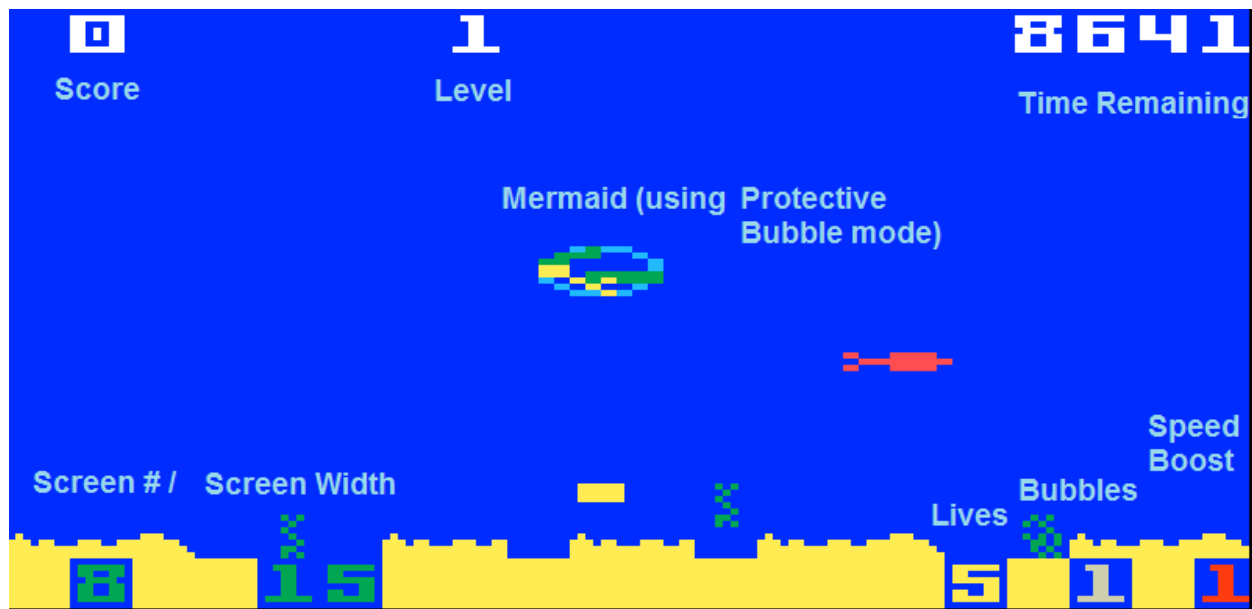 0 1 8641
Score Level Time Remaining
Mermaid (using Protective
Bubble mode)
Speed
Boost
Screen # / Screen Width Bubbles
Lives
8 15 5 1 1